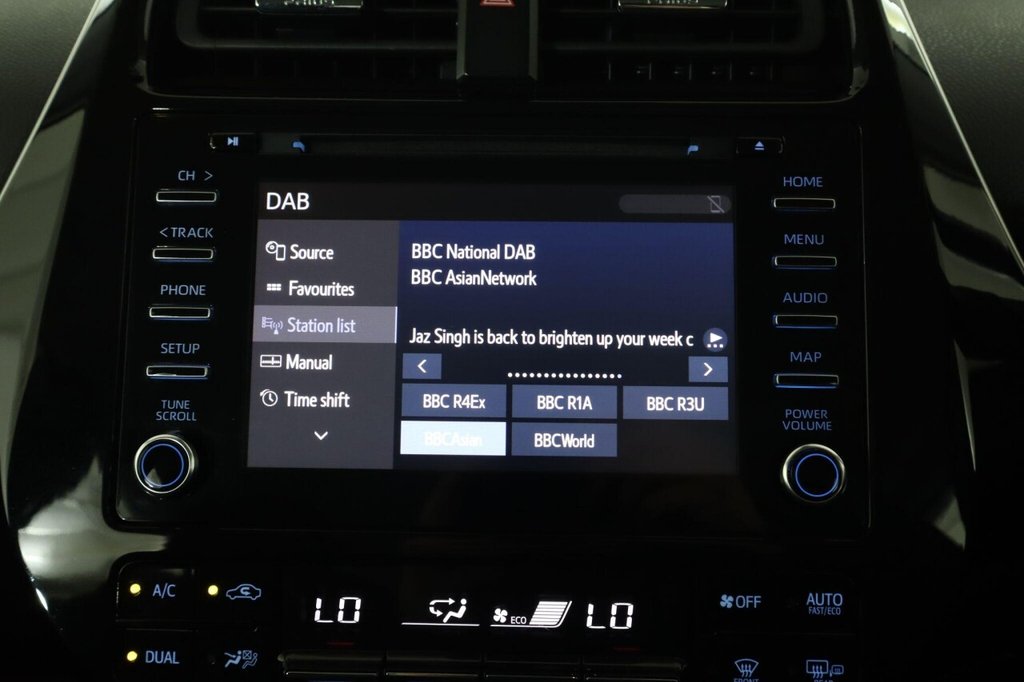 CH >
< TRACK
PHONE
SETUP
TUNE
SCROLL
DAB
Source
Favourites
Station list
Manual
Time shift
BBC National DAB
BBC AsianNetwork
Jaz Singh is back to brighten up your week c
BBC R4Ex
BBC R1A
BBC R3U
BBCAsian
BBCWorld
HOME
MENU
AUDIO
MAP
POWER
VOLUME
A/C
LO
ECO
LO
OFF
AUTO
FAST/ECO
DUAL
FRONT
REAR